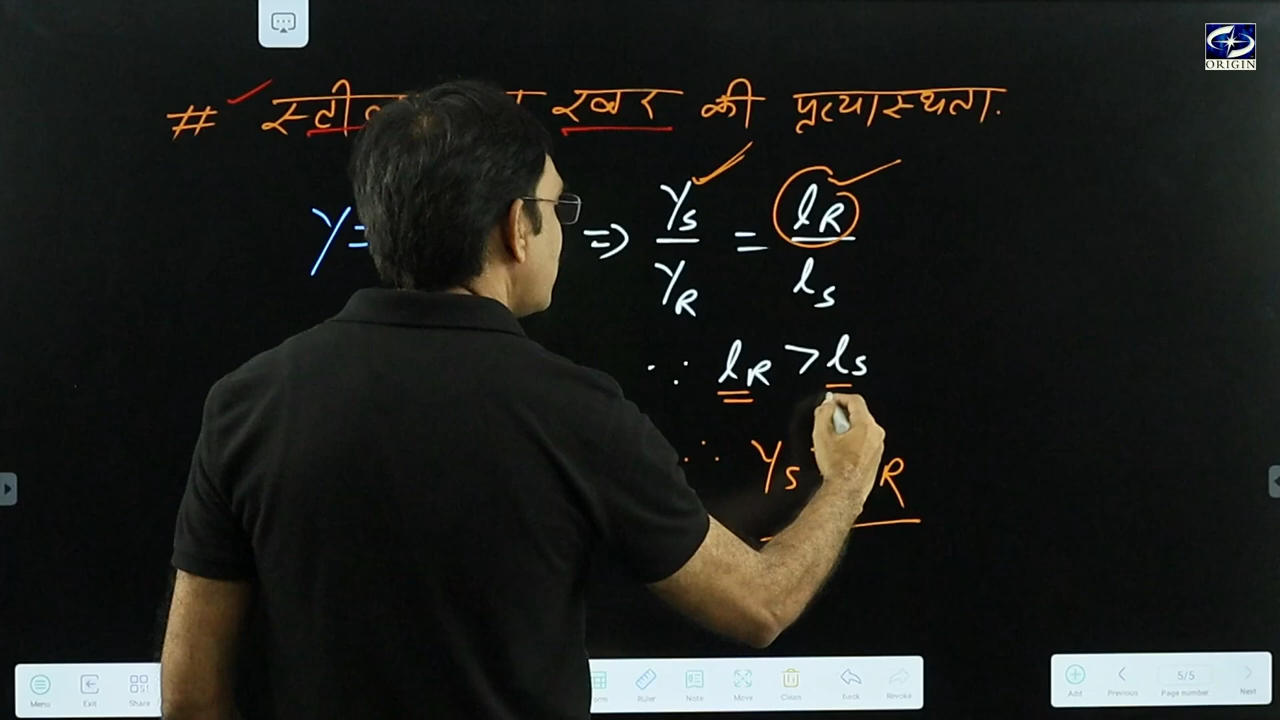 ORIGIN
# रबर की प्रत्यास्थता.
Y= ⇒ Ys/YR = lR/ls
∵ lR > ls
∴ Ys R
Menu Exit Share Ruler Note Move Clean back Revoke Add Previous 5/5 Page number Next